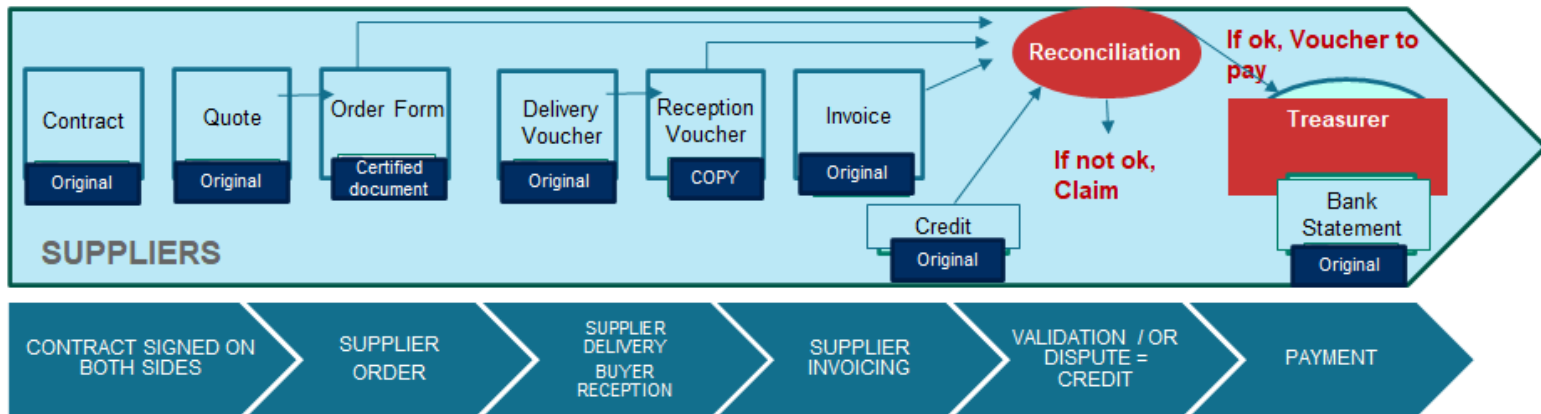 Contract
Original
Quote
Original
Order Form
Certified
document
Delivery
Voucher
Original
Reception
Voucher
COPY
Invoice
Original
Credit
Original
Reconciliation
If not ok,
Claim
If ok, Voucher to
pay
Treasurer
Bank
Statement
Original
SUPPLIERS
CONTRACT SIGNED ON
BOTH SIDES
SUPPLIER
ORDER
SUPPLIER
DELIVERY
BUYER
RECEPTION
SUPPLIER
INVOICING
VALIDATION / OR
DISPUTE =
CREDIT
PAYMENT